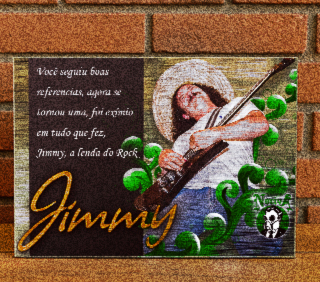 Você seguiu boas
referencias, agora se
tornou uma, foi exímio
em tudo que fez,
Jimmy, a lenda do Rock
Jimmy